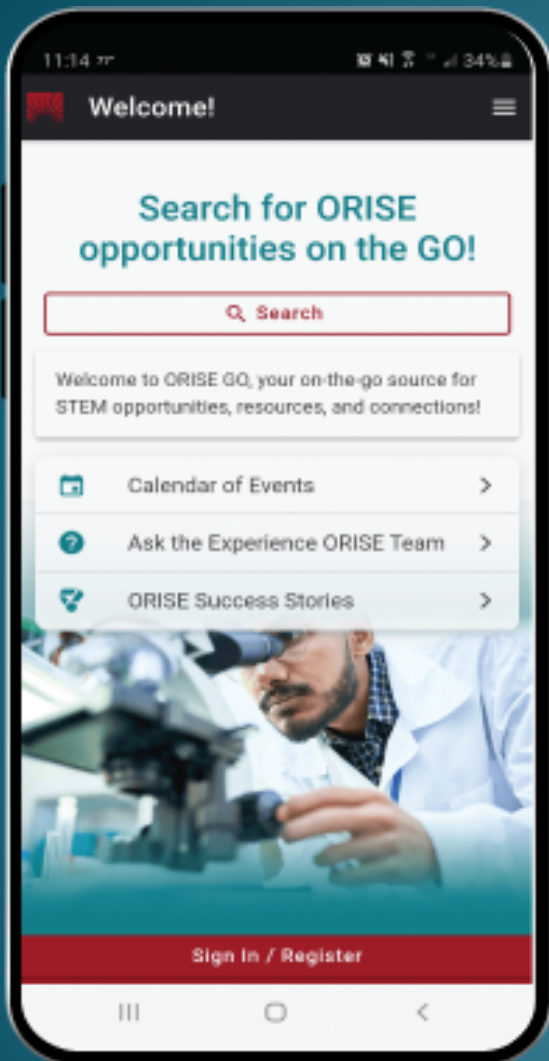 11:14
34%
Welcome!
Search for ORISE
opportunities on the GO!
Search
Welcome to ORISE GO, your on-the-go source for
STEM opportunities, resources, and connections!
Calendar of Events
?
Ask the Experience ORISE Team
ORISE Success Stories
Sign In / Register